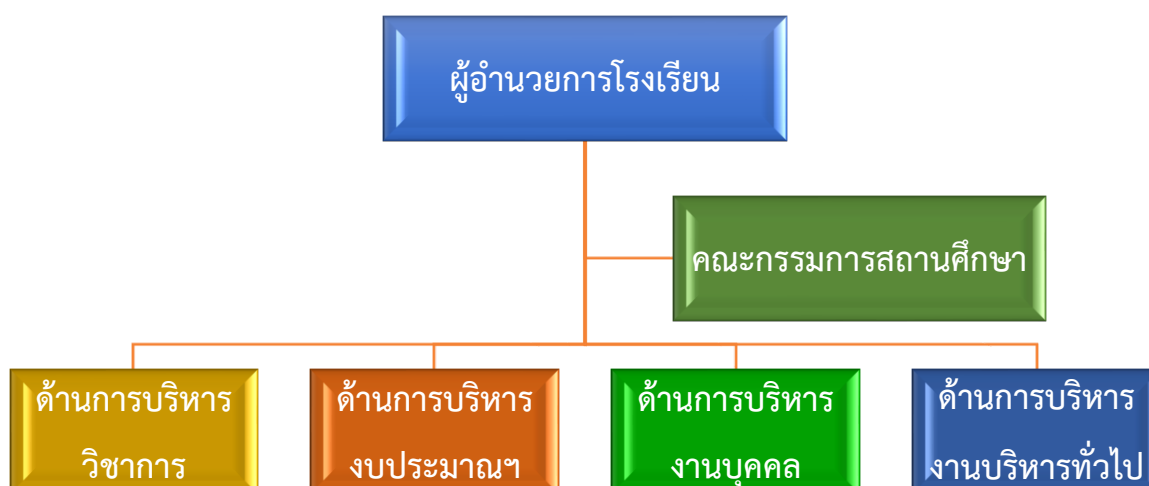 ผู้อำนวยการโรงเรียน
คณะกรรมการสถานศึกษา
ด้านการบริหาร
วิชาการ
ด้านการบริหาร
งบประมาณฯ
ด้านการบริหาร
งานบุคคล
ด้านการบริหาร
งานบริหารทั่วไป